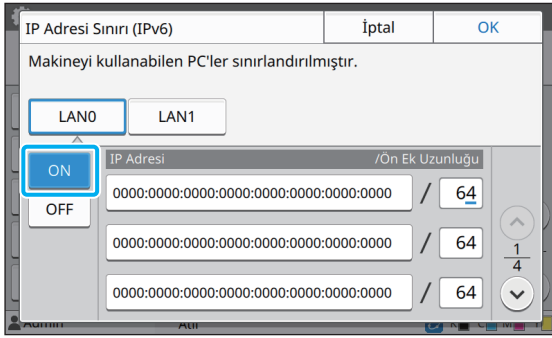 IP Adresi Sınırı (IPv6) İptal OK
Makineyi kullanabilen PC'ler sınırlandırılmıştır.
LAN0 LAN1
ON
OFF
IP Adresi /Ön Ek Uzunluğu
0000:0000:0000:0000:0000:0000:0000:0000 / 64
0000:0000:0000:0000:0000:0000:0000:0000 / 64
0000:0000:0000:0000:0000:0000:0000:0000 / 64
1
4
Admin Atıl